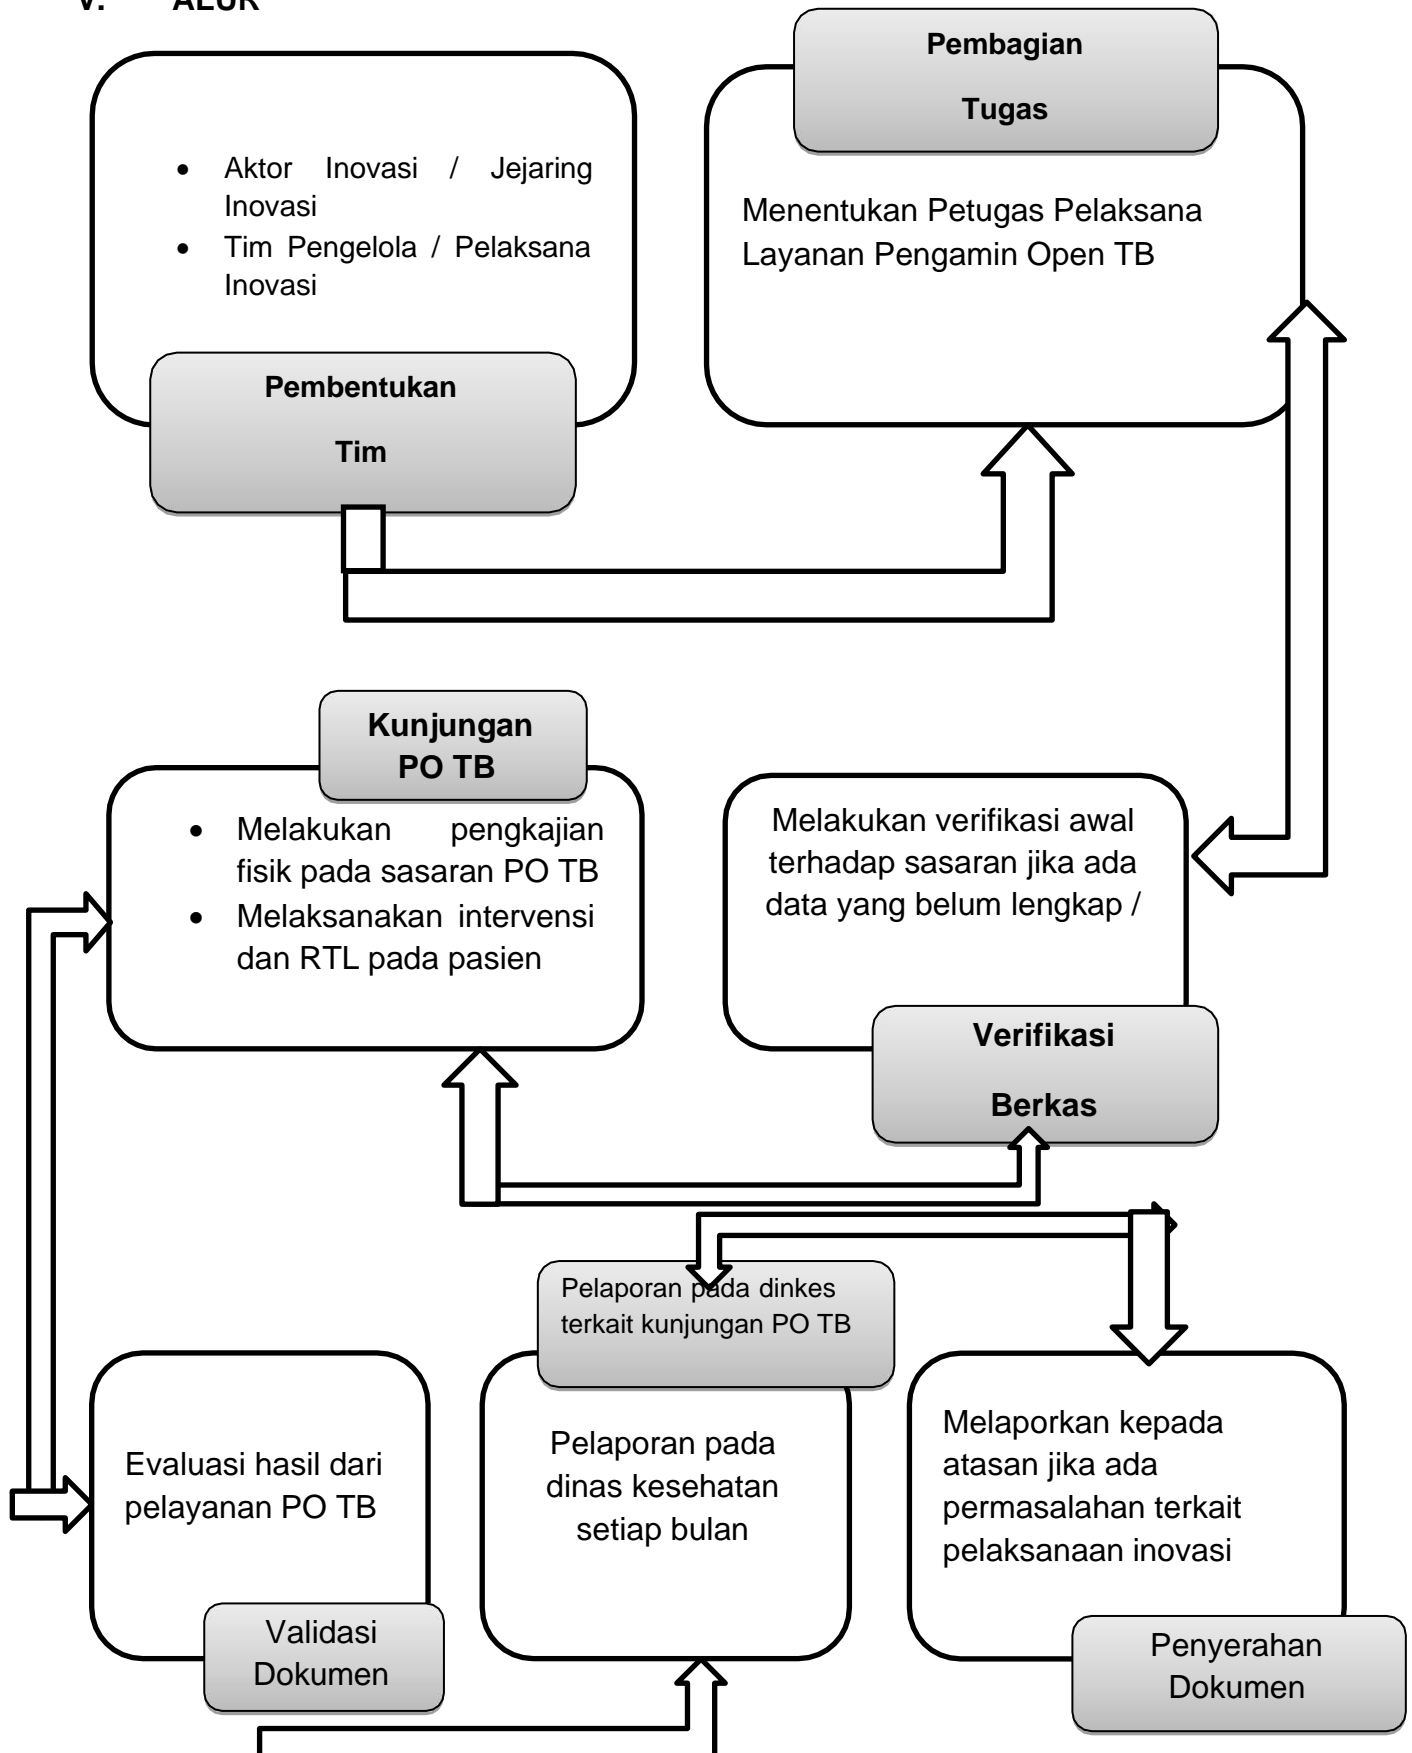 V. ALUR
Pembagian
Tugas
• Aktor Inovasi / Jejaring
Inovasi
• Tim Pengelola / Pelaksana
Inovasi
Menentukan Petugas Pelaksana
Layanan Pengamin Open TB
Pembentukan
Tim
Kunjungan
PO TB
• Melakukan pengkajian
fisik pada sasaran PO TB
• Melaksanakan intervensi
dan RTL pada pasien
Melakukan verifikasi awal
terhadap sasaran jika ada
data yang belum lengkap /
Verifikasi
Berkas
Pelaporan pada dinkes
terkait kunjungan PO TB
Evaluasi hasil dari
pelayanan PO TB
Pelaporan pada
dinas kesehatan
setiap bulan
Melaporkan kepada
atasan jika ada
permasalahan terkait
pelaksanaan inovasi
Validasi
Dokumen
Penyerahan
Dokumen